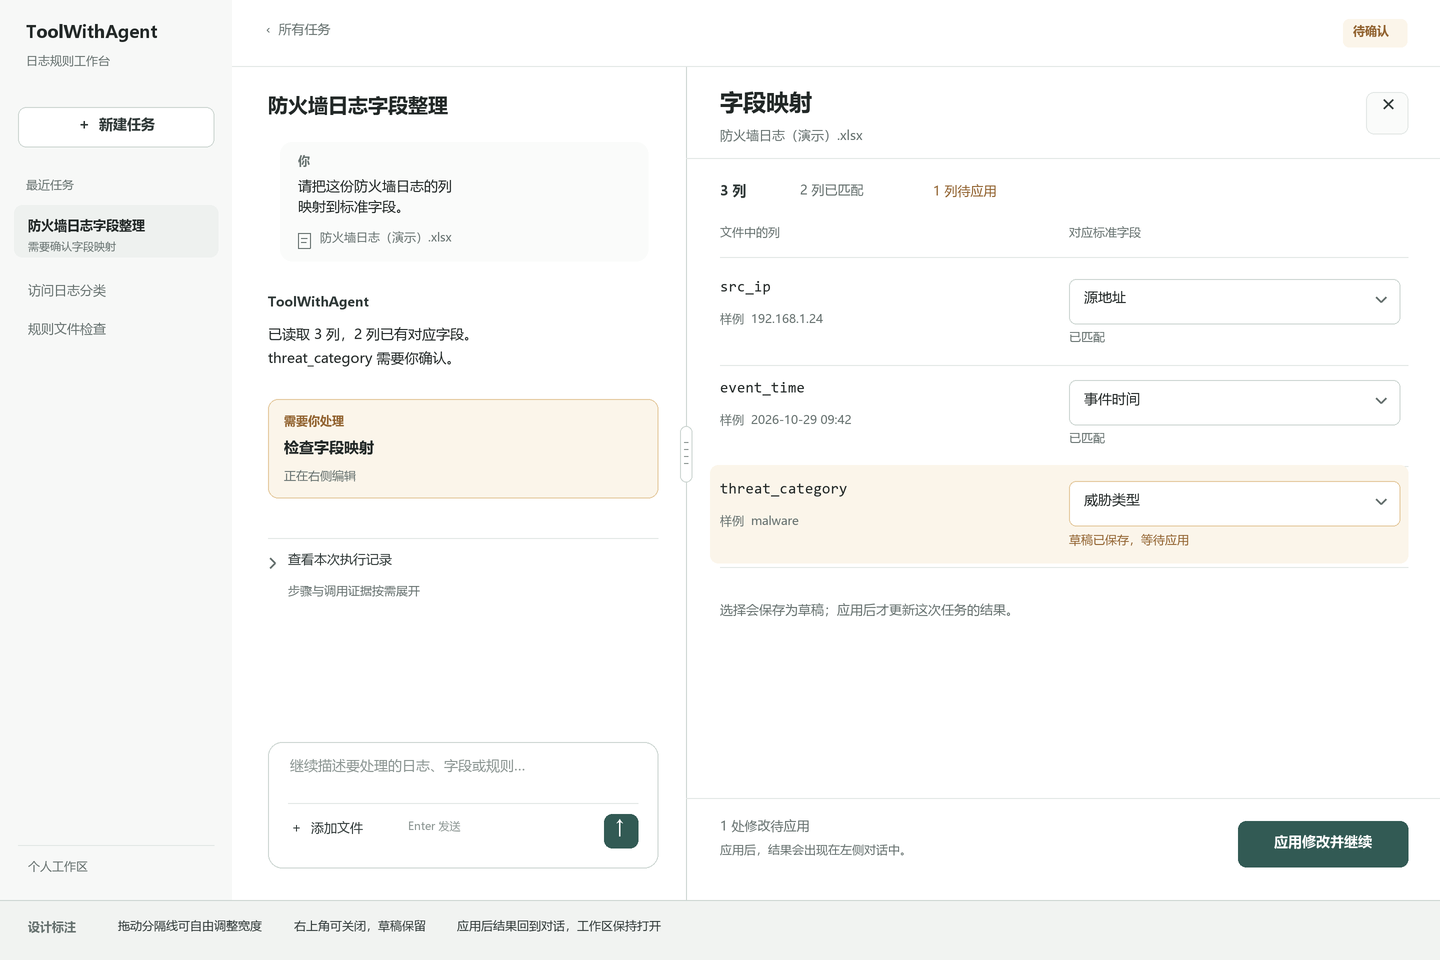 ToolWithAgent
日志规则工作台
+ 新建任务
最近任务
防火墙日志字段整理
需要确认字段映射
访问日志分类
规则文件检查
个人工作区
‹ 所有任务
待确认
防火墙日志字段整理
你
请把这份防火墙日志的列
映射到标准字段。
防火墙日志（演示）.xlsx
ToolWithAgent
已读取 3 列，2 列已有对应字段。
threat_category 需要你确认。
需要你处理
检查字段映射
正在右侧编辑
查看本次执行记录
步骤与调用证据按需展开
继续描述要处理的日志、字段或规则...
+ 添加文件
Enter 发送
字段映射
防火墙日志（演示）.xlsx
3 列
2 列已匹配
1 列待应用
文件中的列
对应标准字段
src_ip
样例 192.168.1.24
源地址
已匹配
event_time
样例 2026-10-29 09:42
事件时间
已匹配
threat_category
样例 malware
威胁类型
草稿已保存，等待应用
选择会保存为草稿；应用后才更新这次任务的结果。
1 处修改待应用
应用后，结果会出现在左侧对话中。
应用修改并继续
设计标注
拖动分隔线可自由调整宽度
右上角可关闭，草稿保留
应用后结果回到对话，工作区保持打开